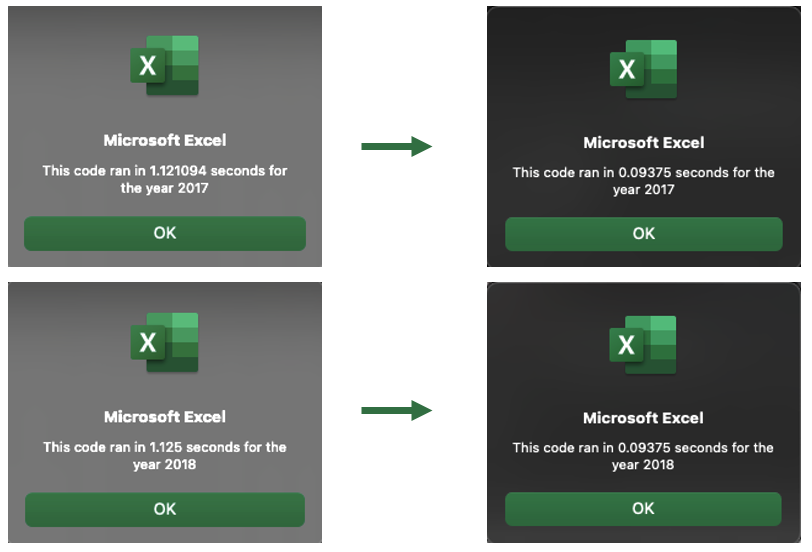 X
Microsoft Excel
This code ran in 1.121094 seconds for
the year 2017
OK
X
Microsoft Excel
This code ran in 0.09375 seconds for the
year 2017
OK
X
Microsoft Excel
This code ran in 1.125 seconds for the
year 2018
OK
X
Microsoft Excel
This code ran in 0.09375 seconds for the
year 2018
OK